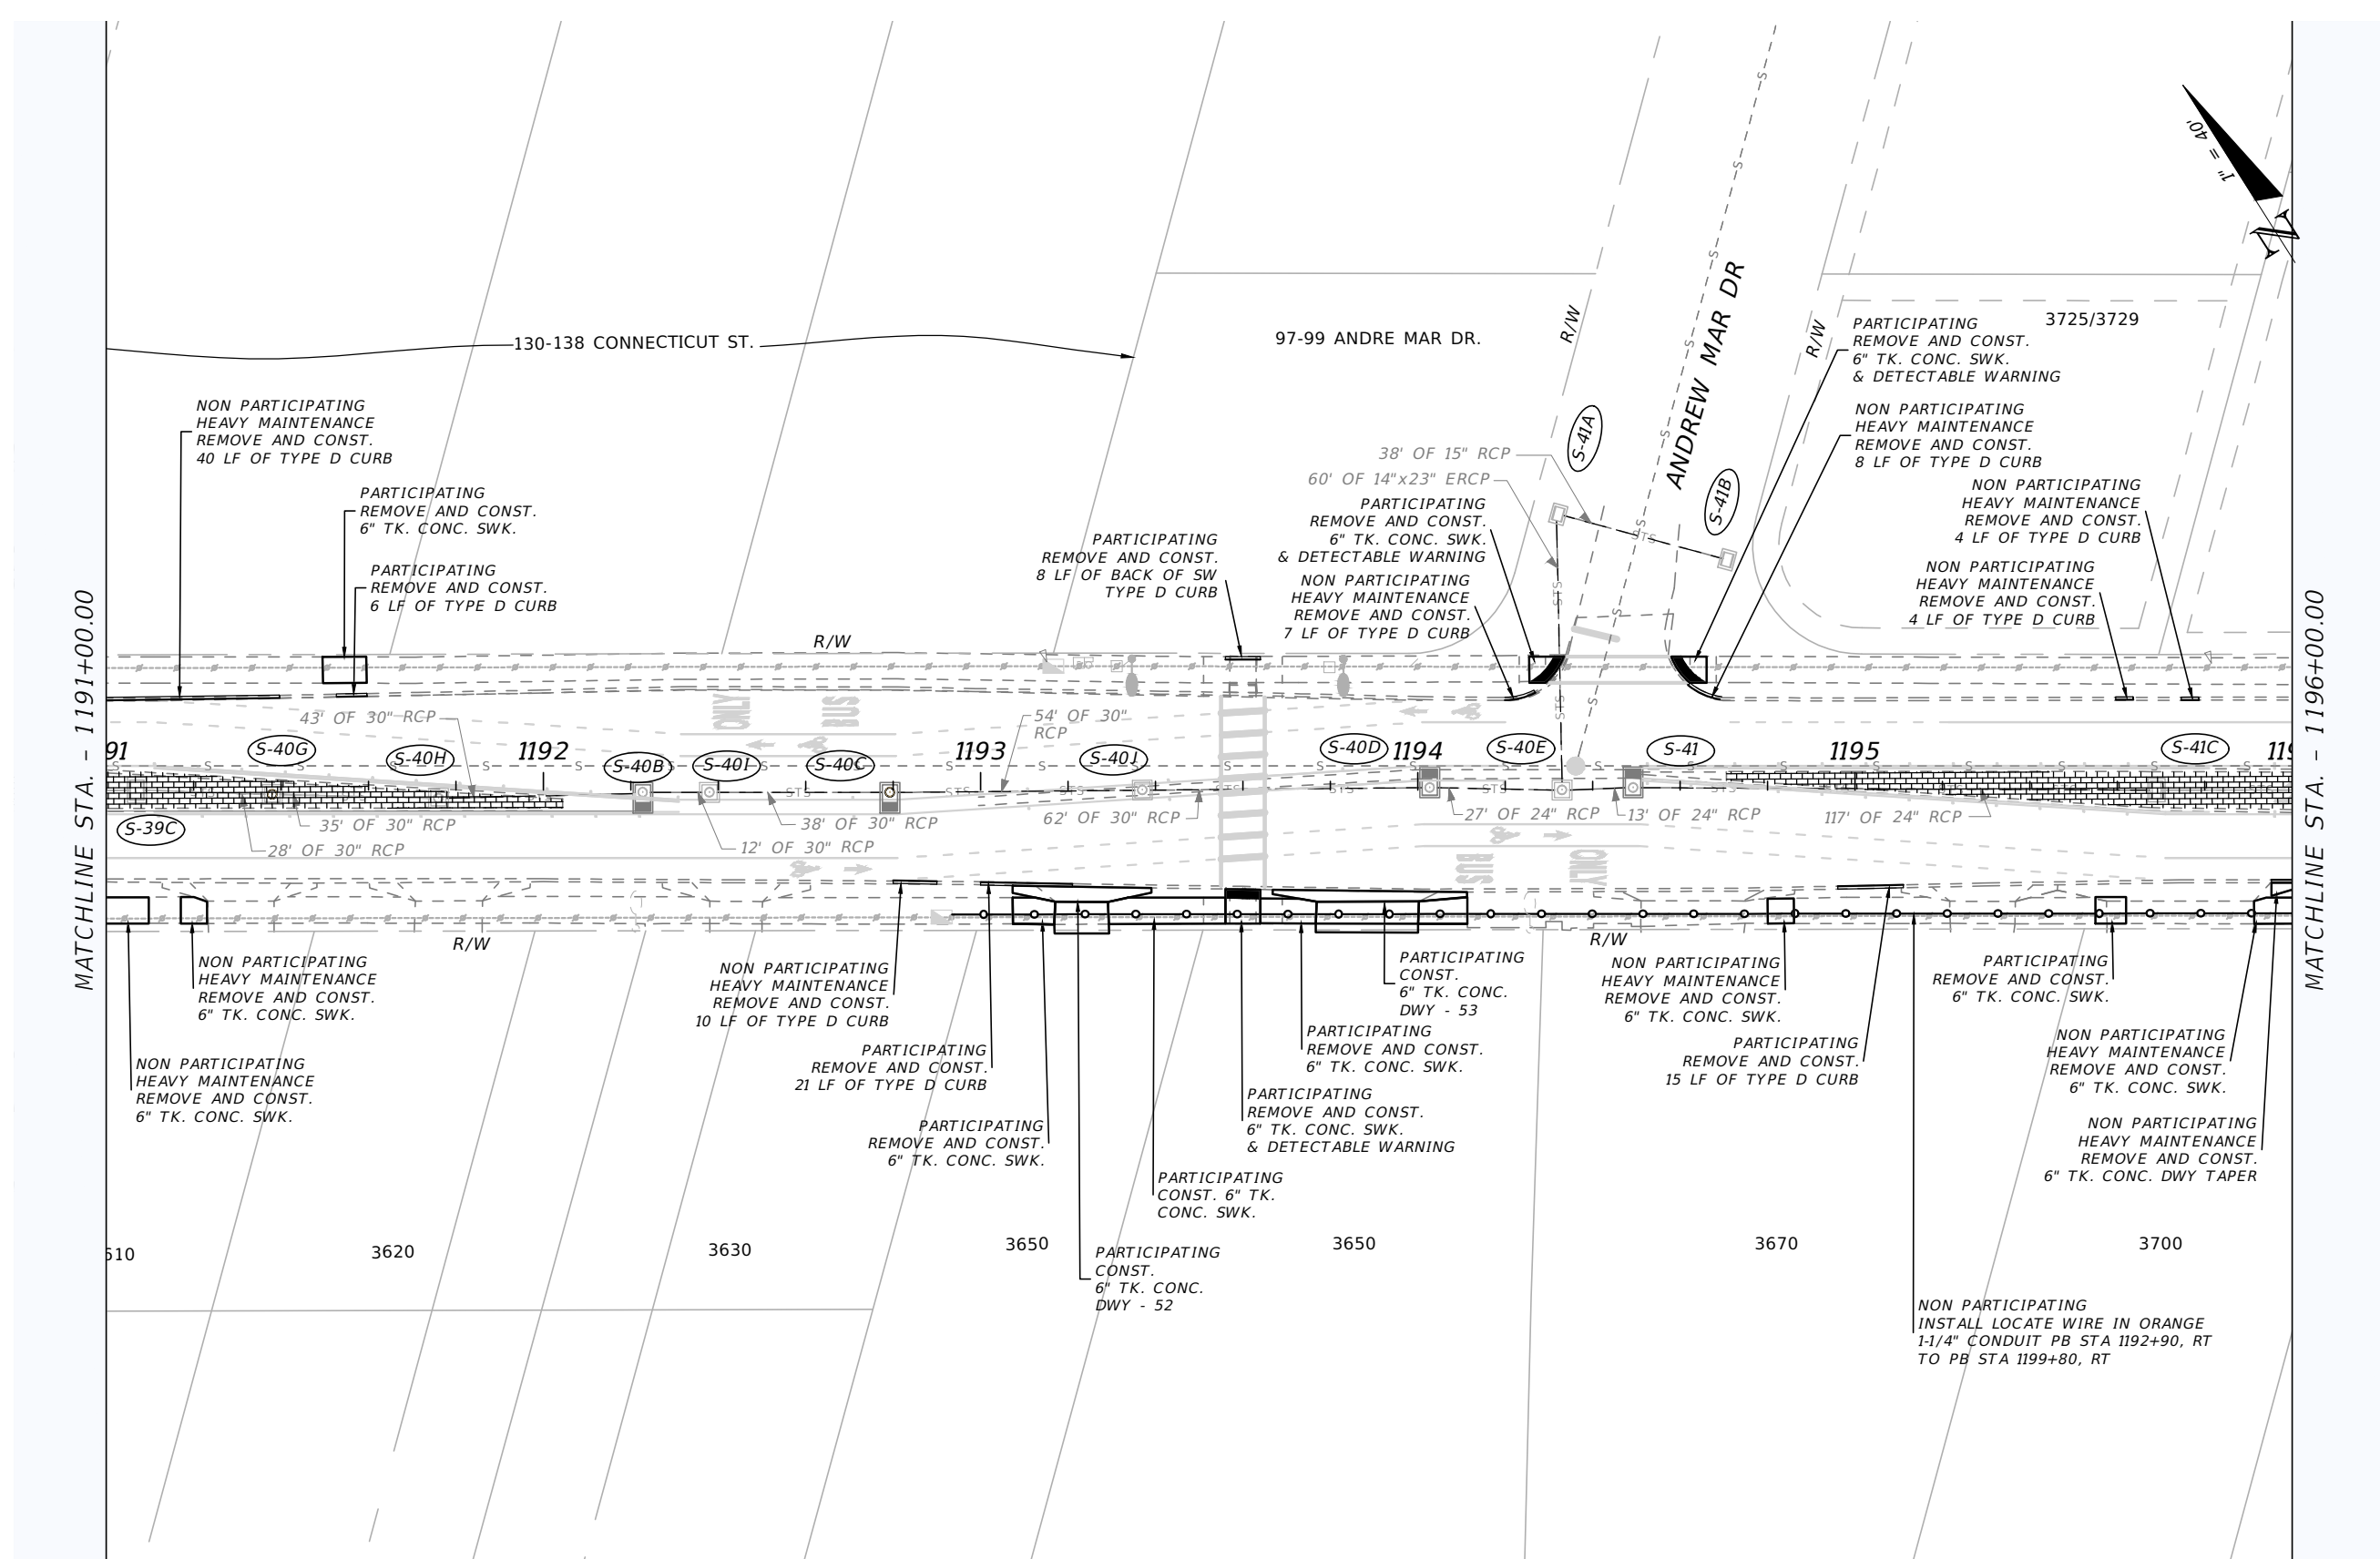 1" = 40'
N
ANDREW MAR DR
R/W
R/W
3725/3729
130-138 CONNECTICUT ST.
97-99 ANDRE MAR DR.
PARTICIPATING
REMOVE AND CONST.
6" TK. CONC. SWK.
& DETECTABLE WARNING
NON PARTICIPATING
HEAVY MAINTENANCE
REMOVE AND CONST.
8 LF OF TYPE D CURB
NON PARTICIPATING
HEAVY MAINTENANCE
REMOVE AND CONST.
40 LF OF TYPE D CURB
PARTICIPATING
REMOVE AND CONST.
6" TK. CONC. SWK.
PARTICIPATING
REMOVE AND CONST.
6 LF OF TYPE D CURB
PARTICIPATING
REMOVE AND CONST.
8 LF OF BACK OF SW
TYPE D CURB
38' OF 15" RCP
60' OF 14"x23" ERCP
PARTICIPATING
REMOVE AND CONST.
6" TK. CONC. SWK.
& DETECTABLE WARNING
NON PARTICIPATING
HEAVY MAINTENANCE
REMOVE AND CONST.
7 LF OF TYPE D CURB
S-41A
S-41B
NON PARTICIPATING
HEAVY MAINTENANCE
REMOVE AND CONST.
4 LF OF TYPE D CURB
NON PARTICIPATING
HEAVY MAINTENANCE
REMOVE AND CONST.
4 LF OF TYPE D CURB
MATCHLINE STA. - 1191+00.00
MATCHLINE STA. - 1196+00.00
R/W
ONLY
BUS
43' OF 30" RCP
54' OF 30"
RCP
91
S-40G
S-40H
1192
S-40B
S-40I
S-40C
1193
S-40J
S-40D
1194
S-40E
S-41
1195
S-41C
119
S-39C
35' OF 30" RCP
28' OF 30" RCP
38' OF 30" RCP
12' OF 30" RCP
62' OF 30" RCP
27' OF 24" RCP
13' OF 24" RCP
117' OF 24" RCP
BUS
ONLY
R/W
R/W
NON PARTICIPATING
HEAVY MAINTENANCE
REMOVE AND CONST.
6" TK. CONC. SWK.
NON PARTICIPATING
HEAVY MAINTENANCE
REMOVE AND CONST.
6" TK. CONC. SWK.
NON PARTICIPATING
HEAVY MAINTENANCE
REMOVE AND CONST.
10 LF OF TYPE D CURB
PARTICIPATING
REMOVE AND CONST.
21 LF OF TYPE D CURB
PARTICIPATING
REMOVE AND CONST.
6" TK. CONC. SWK.
PARTICIPATING
CONST.
6" TK. CONC.
DWY - 53
PARTICIPATING
REMOVE AND CONST.
6" TK. CONC. SWK.
PARTICIPATING
REMOVE AND CONST.
6" TK. CONC. SWK.
& DETECTABLE WARNING
PARTICIPATING
CONST. 6" TK.
CONC. SWK.
PARTICIPATING
CONST.
6" TK. CONC.
DWY - 52
NON PARTICIPATING
HEAVY MAINTENANCE
REMOVE AND CONST.
6" TK. CONC. SWK.
PARTICIPATING
REMOVE AND CONST.
15 LF OF TYPE D CURB
PARTICIPATING
REMOVE AND CONST.
6" TK. CONC. SWK.
NON PARTICIPATING
HEAVY MAINTENANCE
REMOVE AND CONST.
6" TK. CONC. SWK.
NON PARTICIPATING
HEAVY MAINTENANCE
REMOVE AND CONST.
6" TK. CONC. DWY TAPER
610
3620
3630
3650
3650
3670
3700
NON PARTICIPATING
INSTALL LOCATE WIRE IN ORANGE
1-1/4" CONDUIT PB STA 1192+90, RT
TO PB STA 1199+80, RT